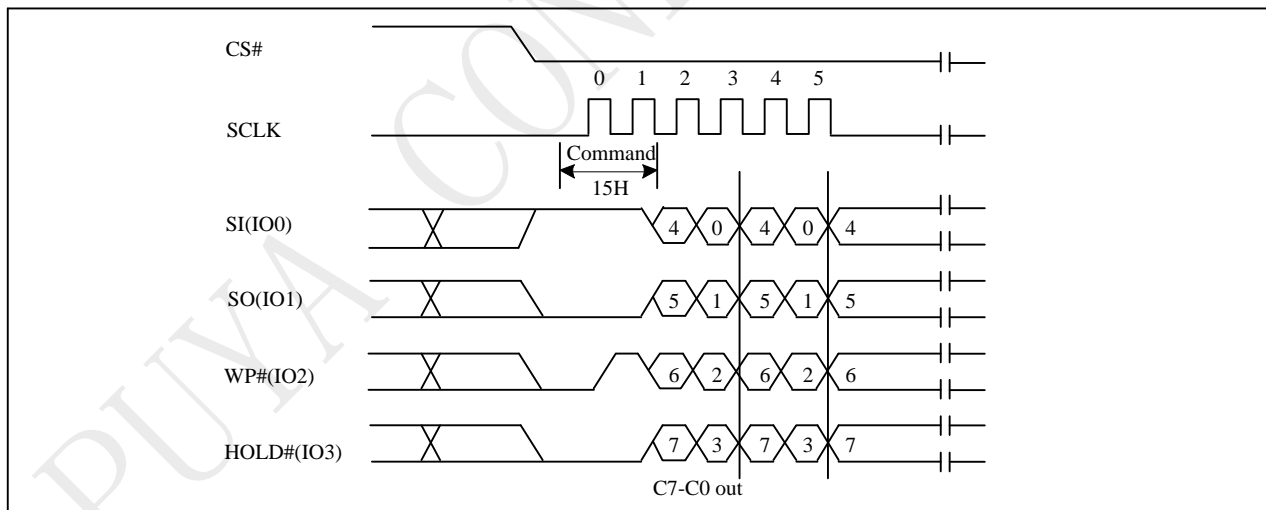 CS#
0 1 2 3 4 5
SCLK
Command
15H
SI(IO0) 4 0 4 0 4
SO(IO1) 5 1 5 1 5
WP#(IO2) 6 2 6 2 6
HOLD#(IO3) 7 3 7 3 7
C7-C0 out
PUYA CON